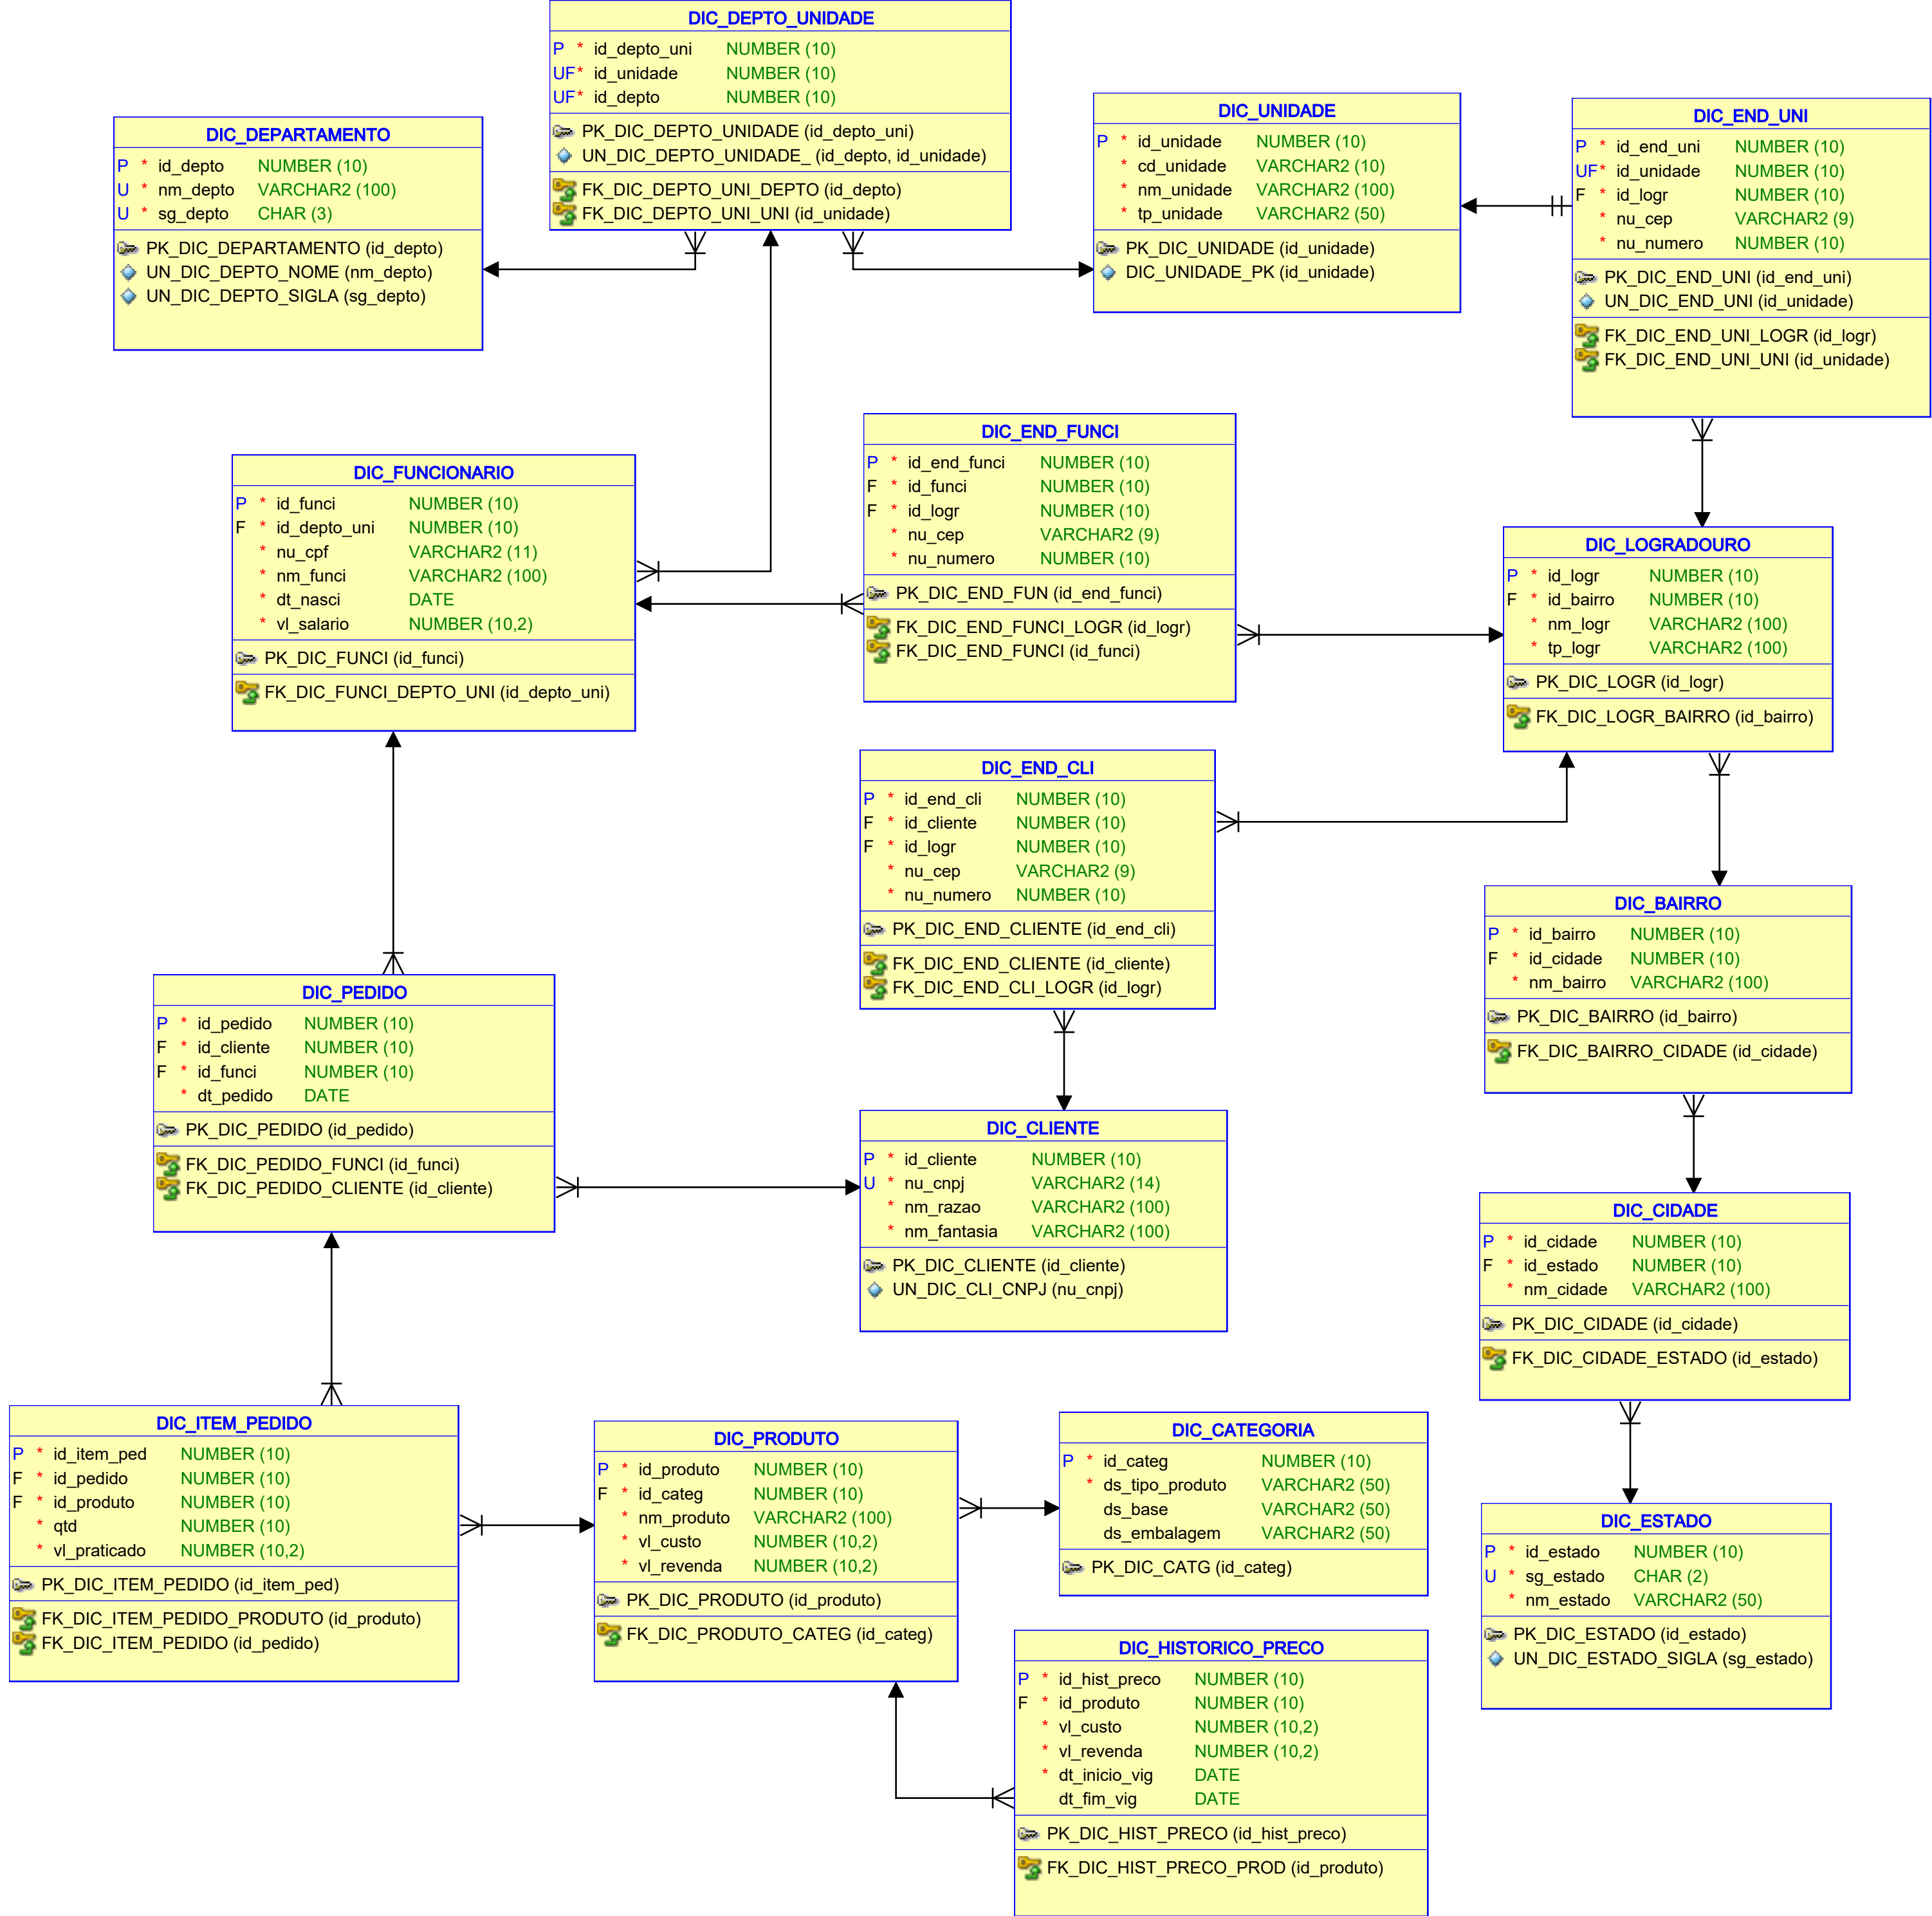 DIC_DEPTO_UNIDADE
P * id_depto_uni NUMBER (10)
UF* id_unidade NUMBER (10)
UF* id_depto NUMBER (10)
PK_DIC_DEPTO_UNIDADE (id_depto_uni)
UN_DIC_DEPTO_UNIDADE_ (id_depto, id_unidade)
FK_DIC_DEPTO_UNI_DEPTO (id_depto)
FK_DIC_DEPTO_UNI_UNI (id_unidade)
DIC_DEPARTAMENTO
P * id_depto NUMBER (10)
U * nm_depto VARCHAR2 (100)
U * sg_depto CHAR (3)
PK_DIC_DEPARTAMENTO (id_depto)
UN_DIC_DEPTO_NOME (nm_depto)
UN_DIC_DEPTO_SIGLA (sg_depto)
DIC_UNIDADE
P * id_unidade NUMBER (10)
* cd_unidade VARCHAR2 (10)
* nm_unidade VARCHAR2 (100)
* tp_unidade VARCHAR2 (50)
PK_DIC_UNIDADE (id_unidade)
DIC_UNIDADE_PK (id_unidade)
DIC_END_UNI
P * id_end_uni NUMBER (10)
UF* id_unidade NUMBER (10)
F * id_logr NUMBER (10)
* nu_cep VARCHAR2 (9)
* nu_numero NUMBER (10)
PK_DIC_END_UNI (id_end_uni)
UN_DIC_END_UNI (id_unidade)
FK_DIC_END_UNI_LOGR (id_logr)
FK_DIC_END_UNI_UNI (id_unidade)
DIC_FUNCIONARIO
P * id_funci NUMBER (10)
F * id_depto_uni NUMBER (10)
* nu_cpf VARCHAR2 (11)
* nm_funci VARCHAR2 (100)
* dt_nasci DATE
* vl_salario NUMBER (10,2)
PK_DIC_FUNCI (id_funci)
FK_DIC_FUNCI_DEPTO_UNI (id_depto_uni)
DIC_END_FUNCI
P * id_end_funci NUMBER (10)
F * id_funci NUMBER (10)
F * id_logr NUMBER (10)
* nu_cep VARCHAR2 (9)
* nu_numero NUMBER (10)
PK_DIC_END_FUN (id_end_funci)
FK_DIC_END_FUNCI_LOGR (id_logr)
FK_DIC_END_FUNCI (id_funci)
DIC_LOGRADOURO
P * id_logr NUMBER (10)
F * id_bairro NUMBER (10)
* nm_logr VARCHAR2 (100)
* tp_logr VARCHAR2 (100)
PK_DIC_LOGR (id_logr)
FK_DIC_LOGR_BAIRRO (id_bairro)
DIC_END_CLI
P * id_end_cli NUMBER (10)
F * id_cliente NUMBER (10)
F * id_logr NUMBER (10)
* nu_cep VARCHAR2 (9)
* nu_numero NUMBER (10)
PK_DIC_END_CLIENTE (id_end_cli)
FK_DIC_END_CLIENTE (id_cliente)
FK_DIC_END_CLI_LOGR (id_logr)
DIC_BAIRRO
P * id_bairro NUMBER (10)
F * id_cidade NUMBER (10)
* nm_bairro VARCHAR2 (100)
PK_DIC_BAIRRO (id_bairro)
FK_DIC_BAIRRO_CIDADE (id_cidade)
DIC_PEDIDO
P * id_pedido NUMBER (10)
F * id_cliente NUMBER (10)
F * id_funci NUMBER (10)
* dt_pedido DATE
PK_DIC_PEDIDO (id_pedido)
FK_DIC_PEDIDO_FUNCI (id_funci)
FK_DIC_PEDIDO_CLIENTE (id_cliente)
DIC_CLIENTE
P * id_cliente NUMBER (10)
U * nu_cnpj VARCHAR2 (14)
* nm_razao VARCHAR2 (100)
* nm_fantasia VARCHAR2 (100)
PK_DIC_CLIENTE (id_cliente)
UN_DIC_CLI_CNPJ (nu_cnpj)
DIC_CIDADE
P * id_cidade NUMBER (10)
F * id_estado NUMBER (10)
* nm_cidade VARCHAR2 (100)
PK_DIC_CIDADE (id_cidade)
FK_DIC_CIDADE_ESTADO (id_estado)
DIC_ITEM_PEDIDO
P * id_item_ped NUMBER (10)
F * id_pedido NUMBER (10)
F * id_produto NUMBER (10)
* qtd NUMBER (10)
* vl_praticado NUMBER (10,2)
PK_DIC_ITEM_PEDIDO (id_item_ped)
FK_DIC_ITEM_PEDIDO_PRODUTO (id_produto)
FK_DIC_ITEM_PEDIDO (id_pedido)
DIC_PRODUTO
P * id_produto NUMBER (10)
F * id_categ NUMBER (10)
* nm_produto VARCHAR2 (100)
* vl_custo NUMBER (10,2)
* vl_revenda NUMBER (10,2)
PK_DIC_PRODUTO (id_produto)
FK_DIC_PRODUTO_CATEG (id_categ)
DIC_CATEGORIA
P * id_categ NUMBER (10)
* ds_tipo_produto VARCHAR2 (50)
ds_base VARCHAR2 (50)
ds_embalagem VARCHAR2 (50)
PK_DIC_CATG (id_categ)
DIC_ESTADO
P * id_estado NUMBER (10)
U * sg_estado CHAR (2)
* nm_estado VARCHAR2 (50)
PK_DIC_ESTADO (id_estado)
UN_DIC_ESTADO_SIGLA (sg_estado)
DIC_HISTORICO_PRECO
P * id_hist_preco NUMBER (10)
F * id_produto NUMBER (10)
* vl_custo NUMBER (10,2)
* vl_revenda NUMBER (10,2)
* dt_inicio_vig DATE
dt_fim_vig DATE
PK_DIC_HIST_PRECO (id_hist_preco)
FK_DIC_HIST_PRECO_PROD (id_produto)